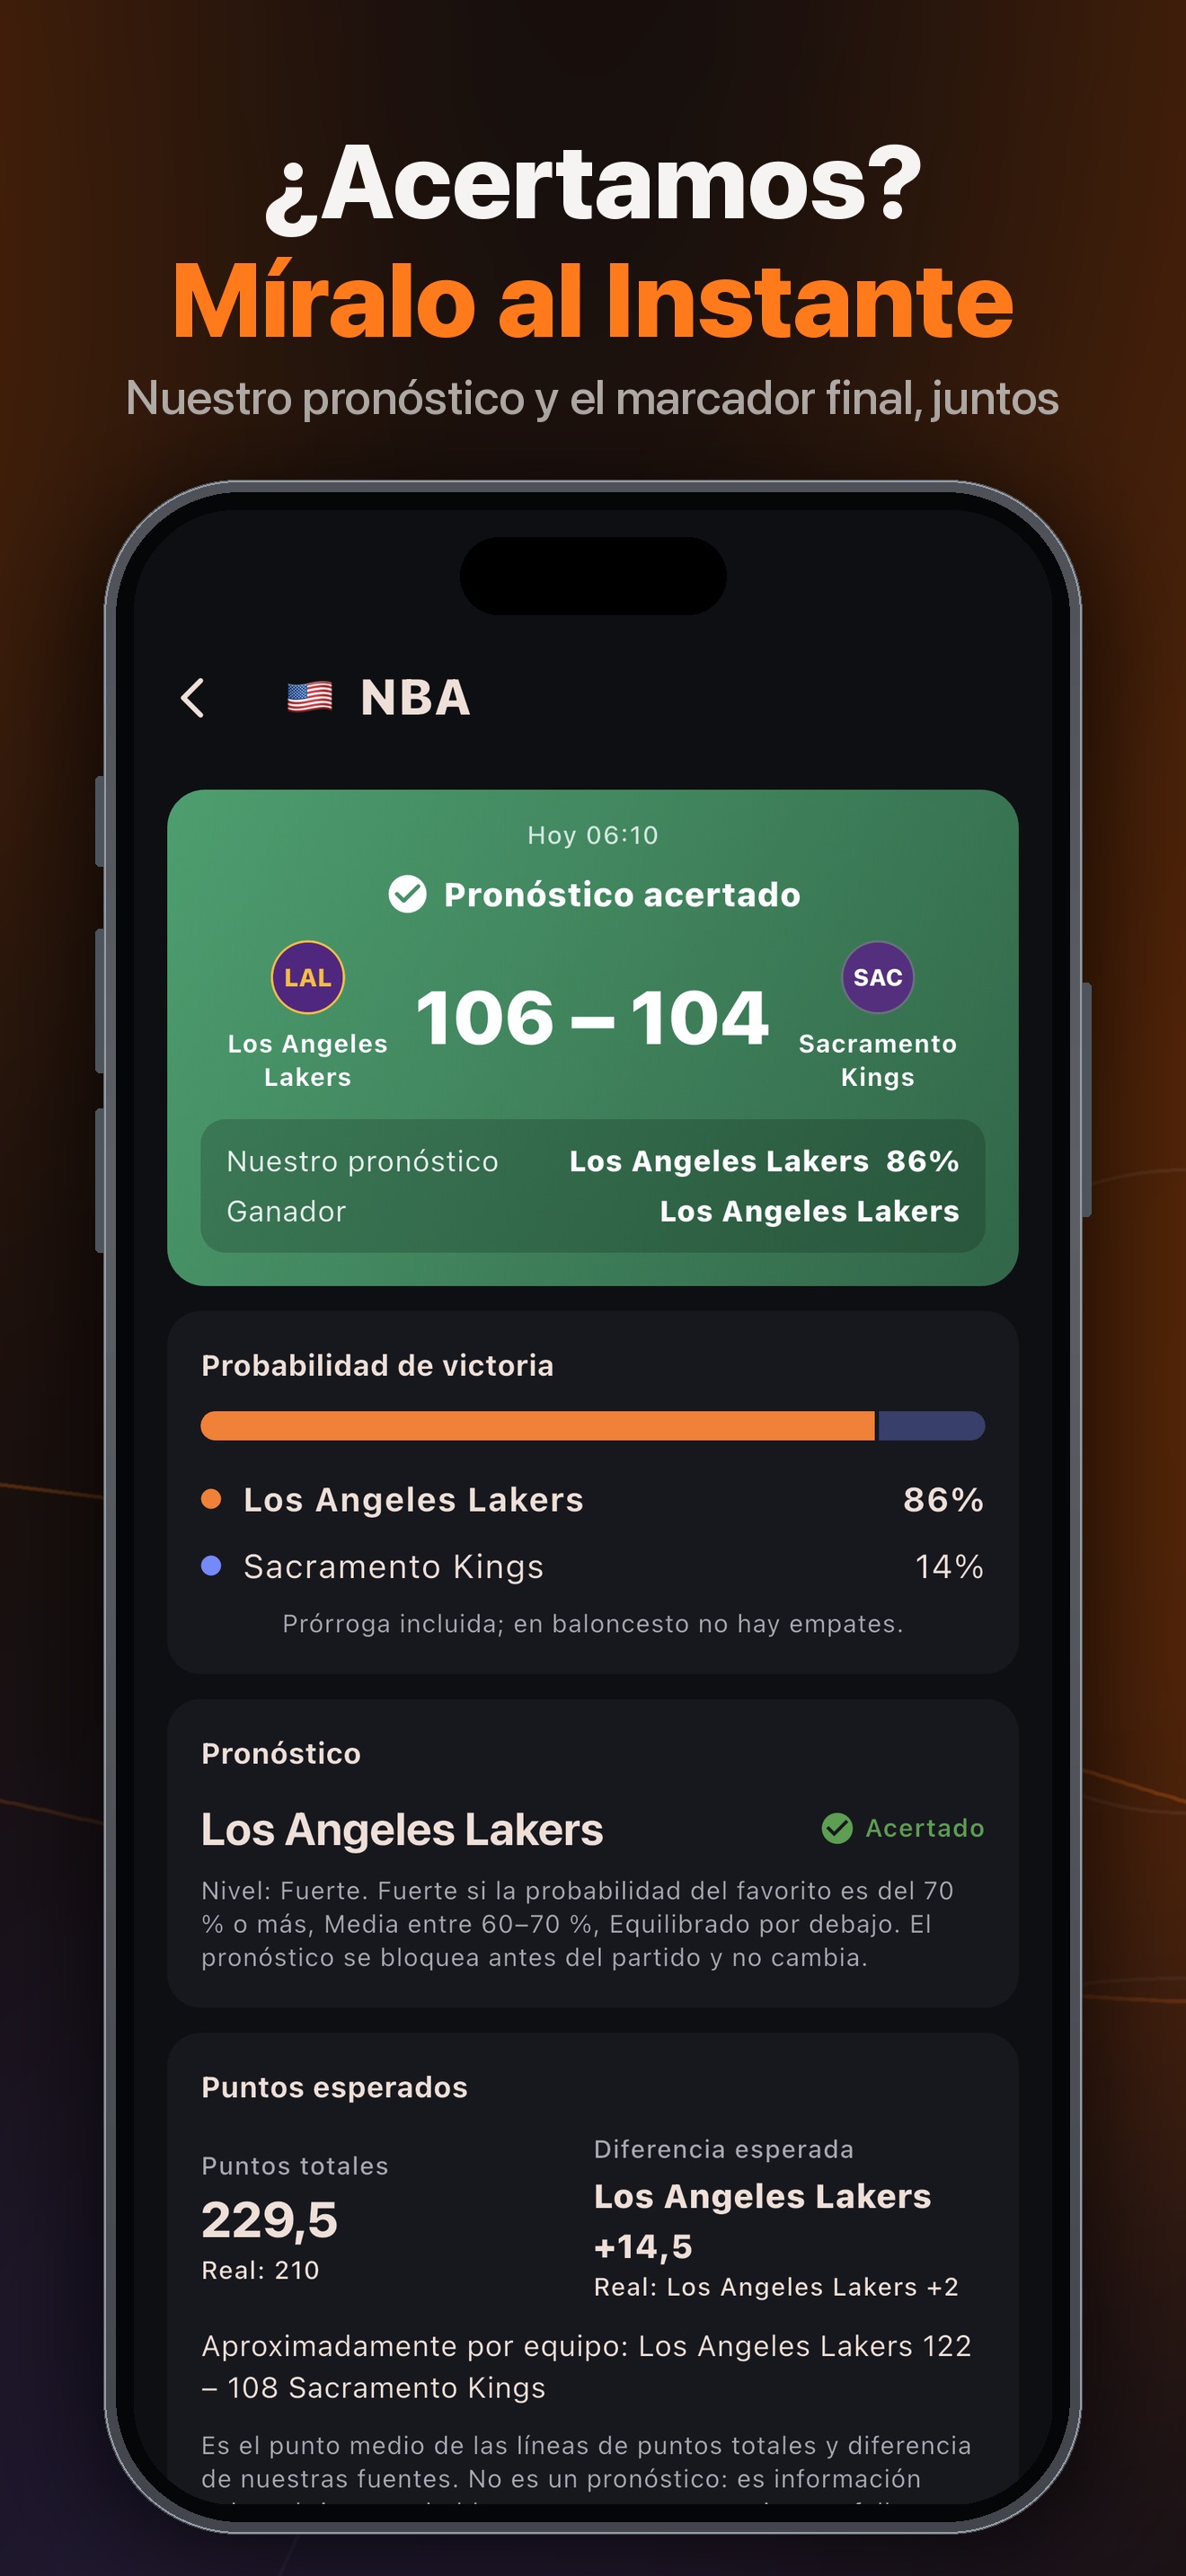 ¿Acertamos?
Míralo al Instante
Nuestro pronóstico y el marcador final, juntos
NBA
Hoy 06:10
Pronóstico acertado
LAL
SAC
106 – 104
Los Angeles
Lakers
Sacramento
Kings
Nuestro pronóstico Los Angeles Lakers 86%
Ganador Los Angeles Lakers
Probabilidad de victoria
Los Angeles Lakers 86%
Sacramento Kings 14%
Prórroga incluida; en baloncesto no hay empates.
Pronóstico
Los Angeles Lakers Acertado
Nivel: Fuerte. Fuerte si la probabilidad del favorito es del 70
% o más, Media entre 60–70 %, Equilibrado por debajo. El
pronóstico se bloquea antes del partido y no cambia.
Puntos esperados
Puntos totales
229,5
Real: 210
Diferencia esperada
Los Angeles Lakers
+14,5
Real: Los Angeles Lakers +2
Aproximadamente por equipo: Los Angeles Lakers 122
– 108 Sacramento Kings
Es el punto medio de las líneas de puntos totales y diferencia
de nuestras fuentes. No es un pronóstico: es información